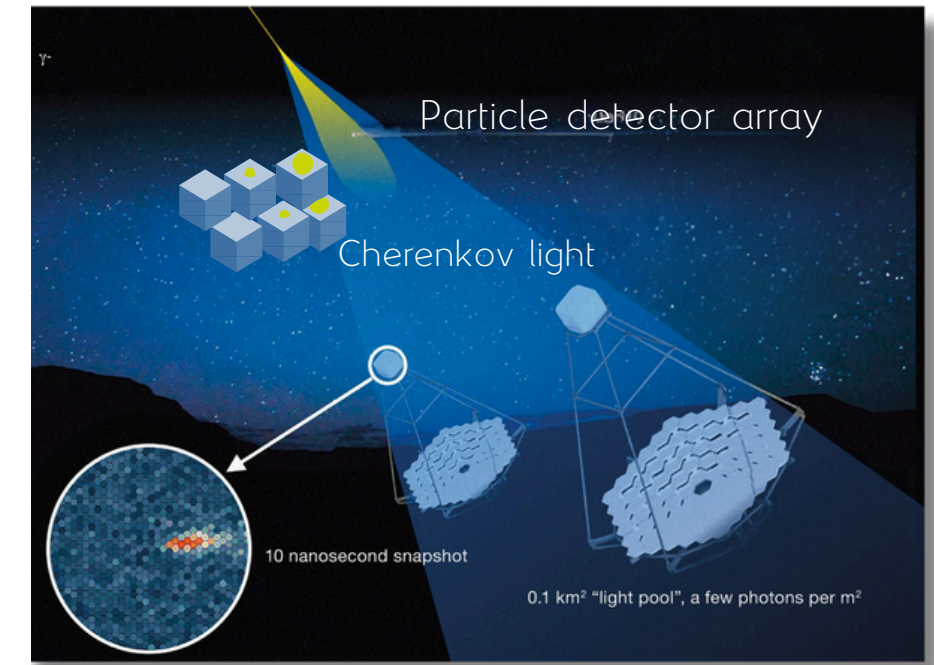 γ-
Particle detector array
Cherenkov light
10 nanosecond snapshot
0.1 km² “light pool”, a few photons per m²